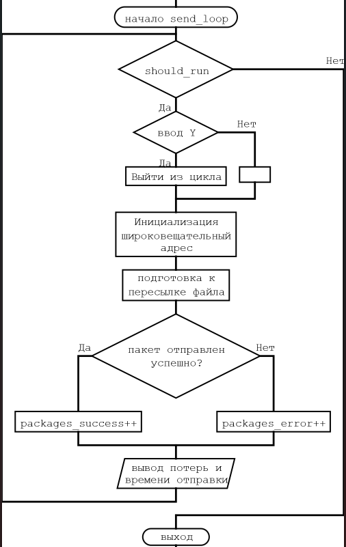 начало send_loop
should_run
Нет
Да
ввод Y
Нет
Да
Выйти из цикла
Инициализация
широковещательный
адрес
подготовка к
пересылке файла
Да
пакет отправлен
успешно?
Нет
packages_success++
packages_error++
вывод потерь и
времени отправки
выход